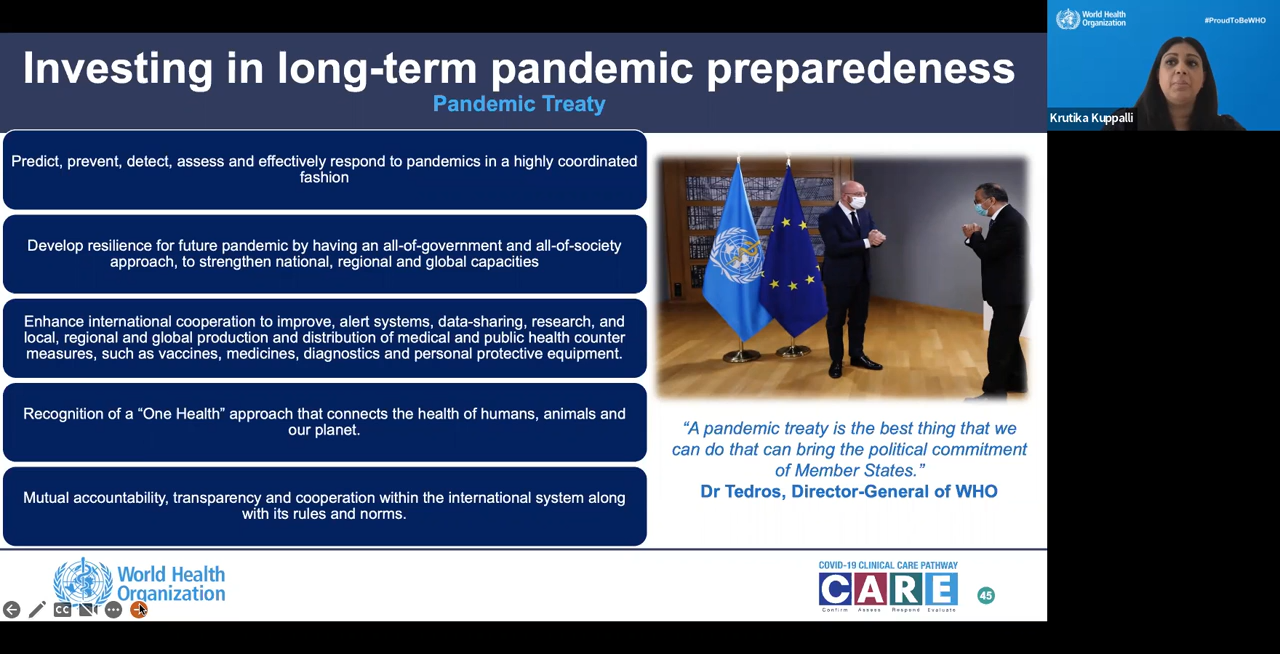 Investing in long-term pandemic preparedeness
Pandemic Treaty
Predict, prevent, detect, assess and effectively respond to pandemics in a highly coordinated
fashion
Develop resilience for future pandemic by having an all-of-government and all-of-society
approach, to strengthen national, regional and global capacities
Enhance international cooperation to improve, alert systems, data-sharing, research, and
local, regional and global production and distribution of medical and public health counter
measures, such as vaccines, medicines, diagnostics and personal protective equipment.
Recognition of a “One Health” approach that connects the health of humans, animals and
our planet.
Mutual accountability, transparency and cooperation within the international system along
with its rules and norms.
“A pandemic treaty is the best thing that we
can do that can bring the political commitment
of Member States.”
Dr Tedros, Director-General of WHO
World Health
Organization
CC
COVID-19 CLINICAL CARE PATHWAY
CARE
Confirm Assess Respond Evaluate
45
World Health
Organization
#ProudToBeWHO
Krutika Kuppalli